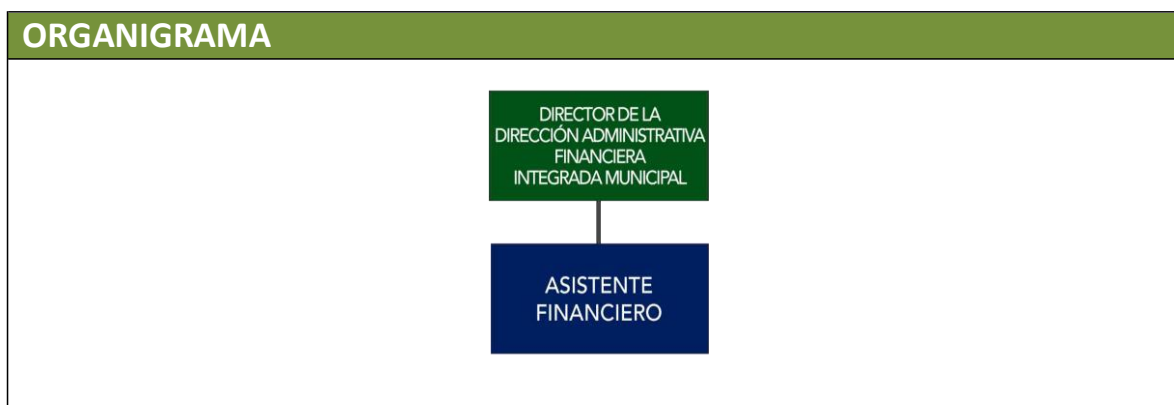 ORGANIGRAMA
DIRECTOR DE LA
DIRECCIÓN ADMINISTRATIVA
FINANCIERA
INTEGRADA MUNICIPAL
ASISTENTE
FINANCIERO